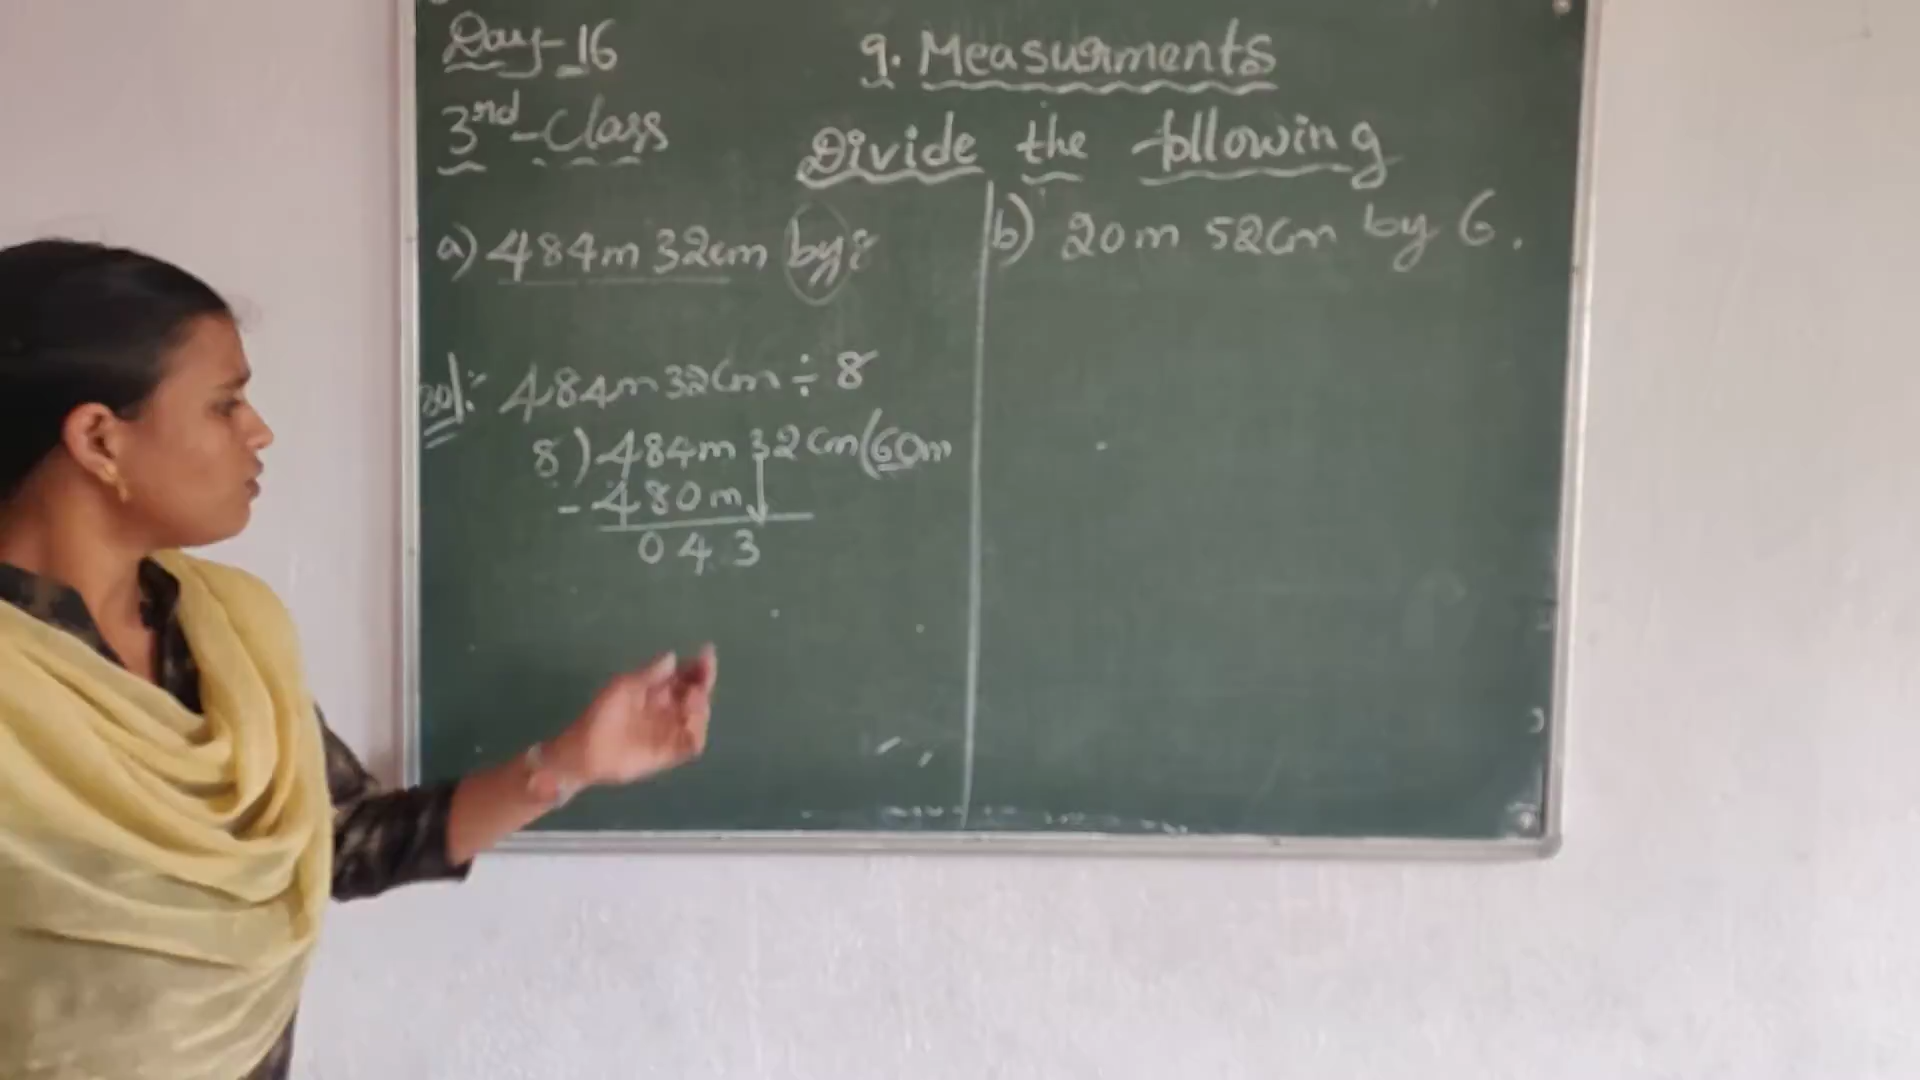 Day-16
9. Measurments
3rd-Class
Divide the following
a) 484m 32cm by 8
b) 20m 52cm by 6.
Sol:- 484m 32cm ÷ 8
8) 484m 32cm (60m
- 480m
043